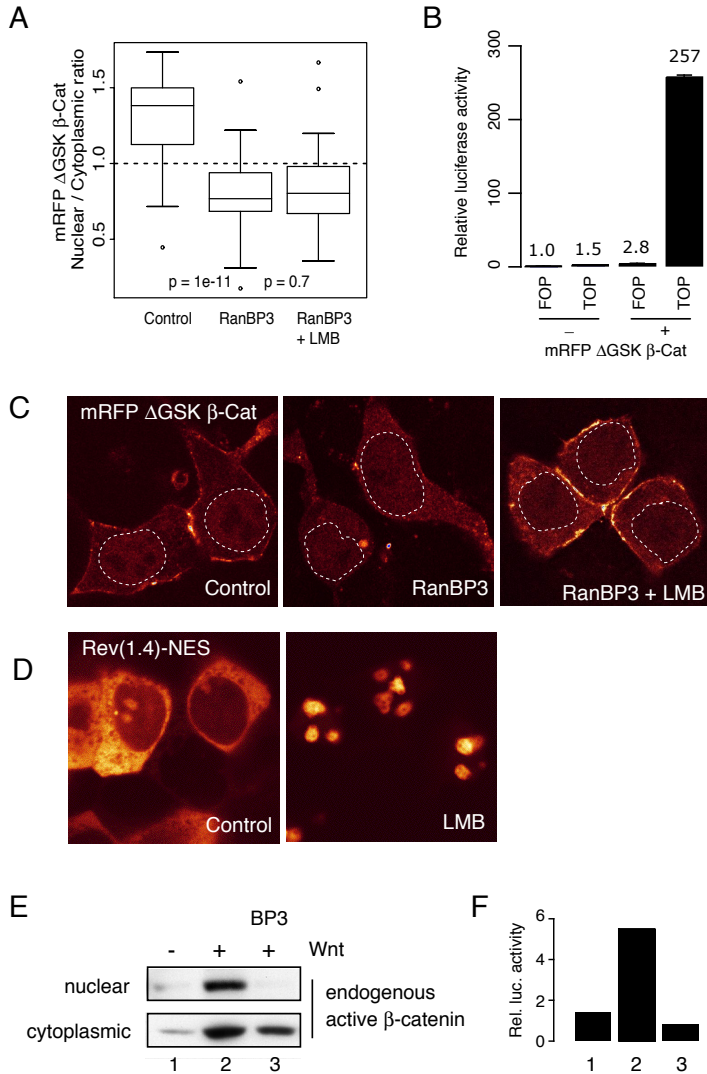 A
mRFP ΔGSK β-Cat
Nuclear / Cytoplasmic ratio
1.5
1.0
0.5
p = 1e-11
p = 0.7
Control
RanBP3
RanBP3
+ LMB
B
Relative luciferase activity
300
200
100
0
1.0
1.5
2.8
257
FOP
TOP
FOP
TOP
–
+
mRFP ΔGSK β-Cat
C
mRFP ΔGSK β-Cat
Control
RanBP3
RanBP3 + LMB
D
Rev(1.4)-NES
Control
LMB
E
BP3
- + + Wnt
nuclear
cytoplasmic
endogenous
active β-catenin
1 2 3
F
Rel. luc. activity
6
4
2
0
1 2 3